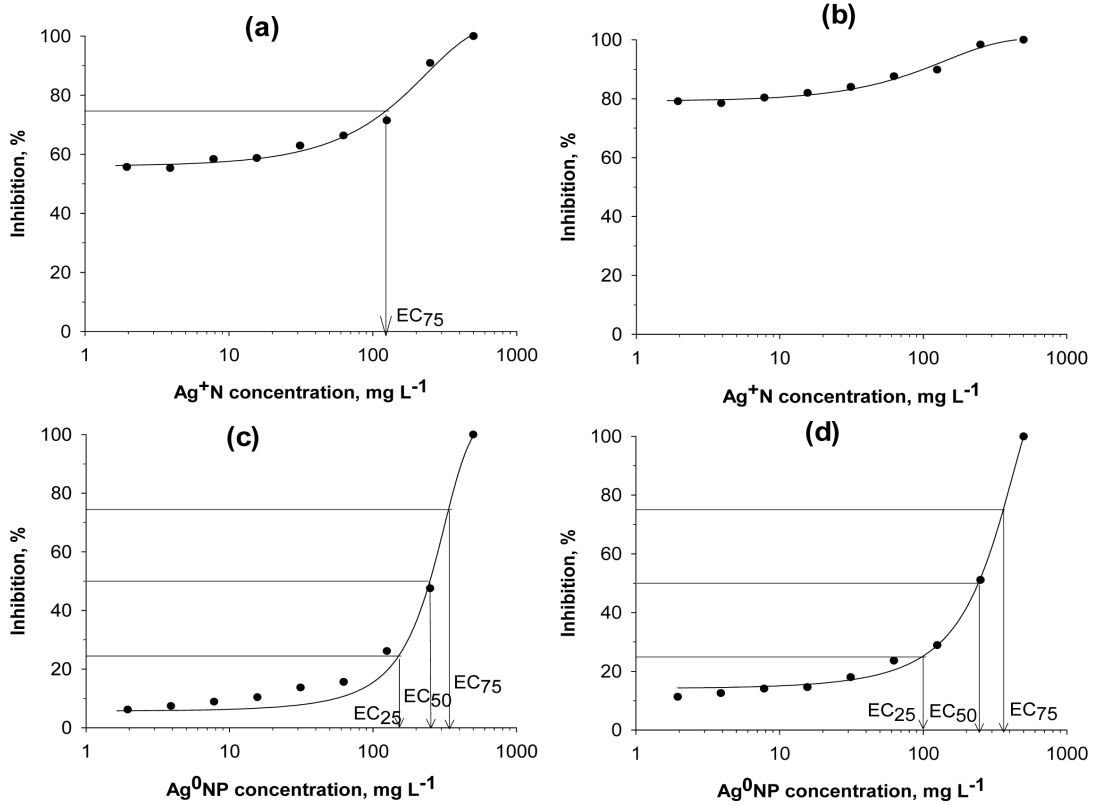 (a)
100
80
60
40
20
0
Inhibition, %
EC75
1 10 100 1000
Ag+N concentration, mg L-1
(b)
100
80
60
40
20
0
Inhibition, %
1 10 100 1000
Ag+N concentration, mg L-1
(c)
100
80
60
40
20
0
Inhibition, %
EC25 EC50 EC75
1 10 100 1000
Ag0NP concentration, mg L-1
(d)
100
80
60
40
20
0
Inhibition, %
EC25 EC50 EC75
1 10 100 1000
Ag0NP concentration, mg L-1